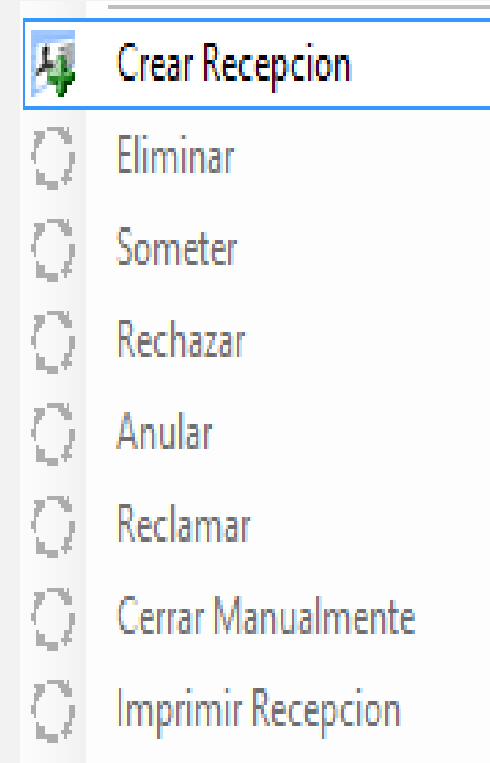 Crear Recepcion
Eliminar
Someter
Rechazar
Anular
Reclamar
Cerrar Manualmente
Imprimir Recepcion